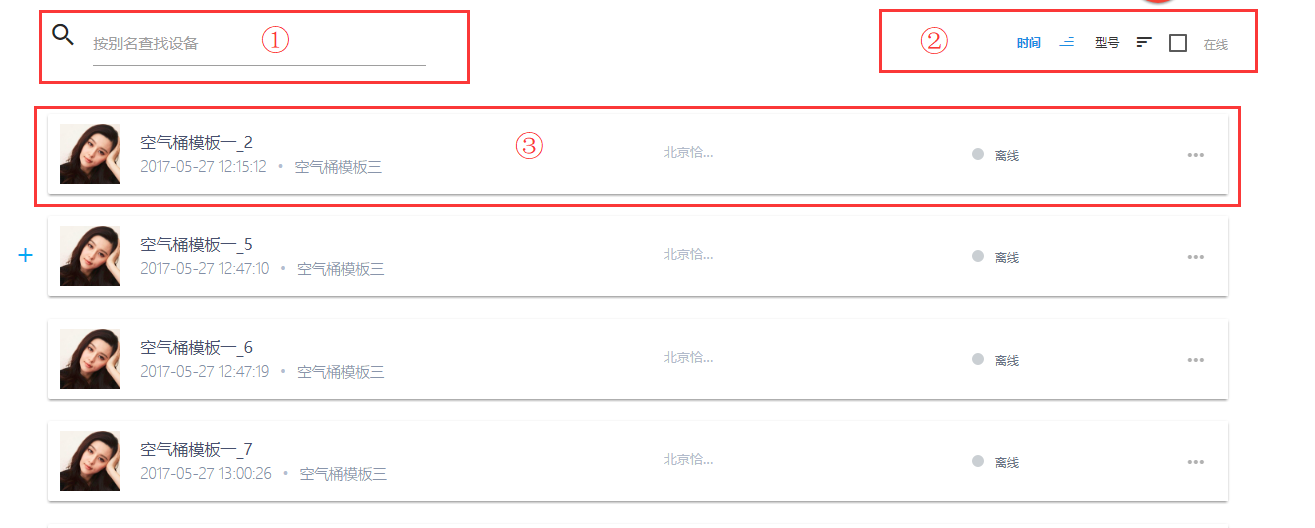 按别名查找设备 ①
② 时间 型号 在线
③
空气桶模板一_2
2017-05-27 12:15:12 • 空气桶模板三
北京恰...
离线
空气桶模板一_5
2017-05-27 12:47:10 • 空气桶模板三
北京恰...
离线
空气桶模板一_6
2017-05-27 12:47:19 • 空气桶模板三
北京恰...
离线
空气桶模板一_7
2017-05-27 13:00:26 • 空气桶模板三
北京恰...
离线